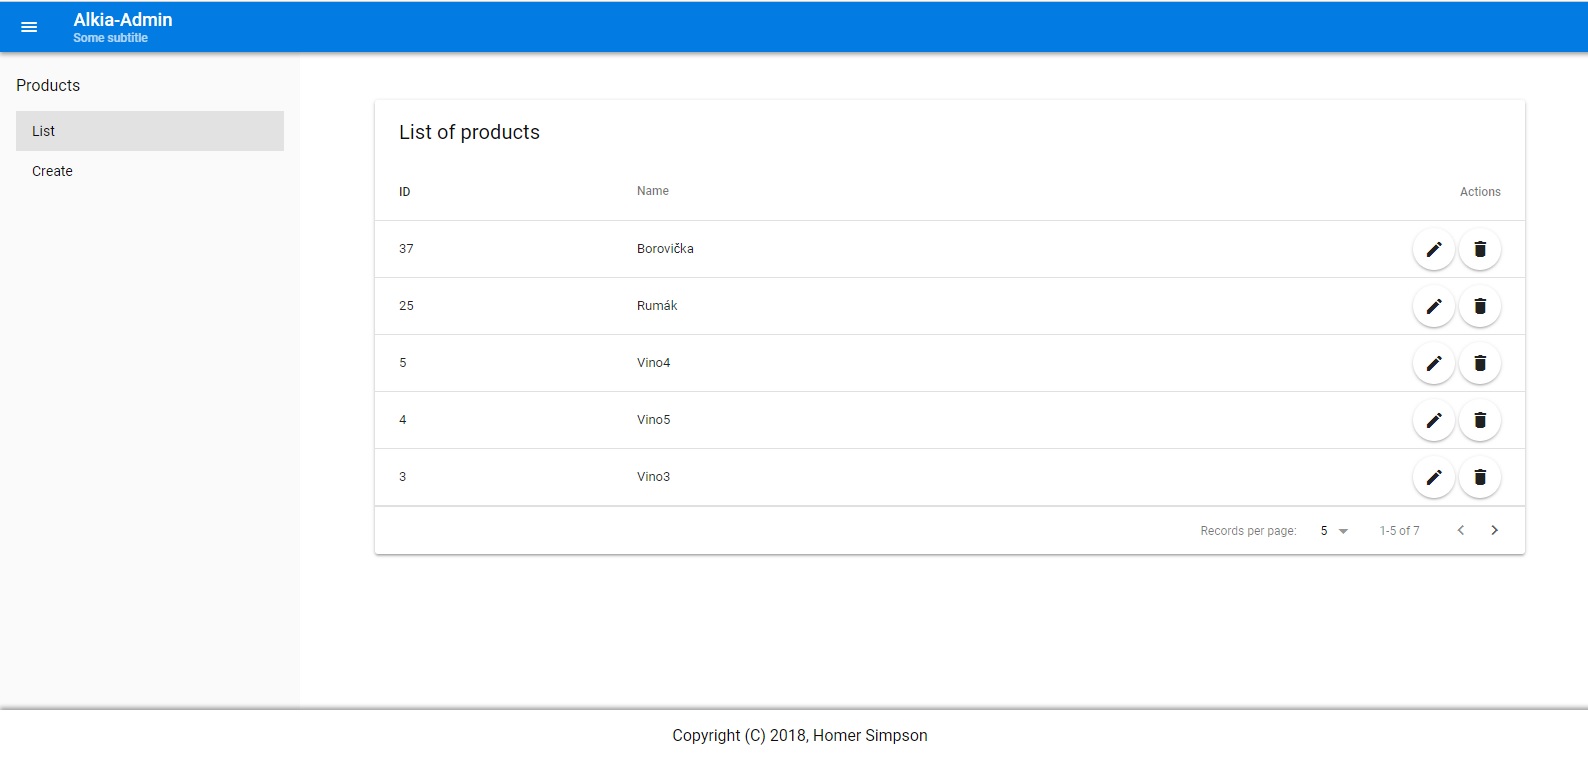 Alkia-Admin
Some subtitle
Products
List
Create
List of products
ID Name Actions
37 Borovička
25 Rumák
5 Vino4
4 Vino5
3 Vino3
Records per page: 5 1-5 of 7
Copyright (C) 2018, Homer Simpson